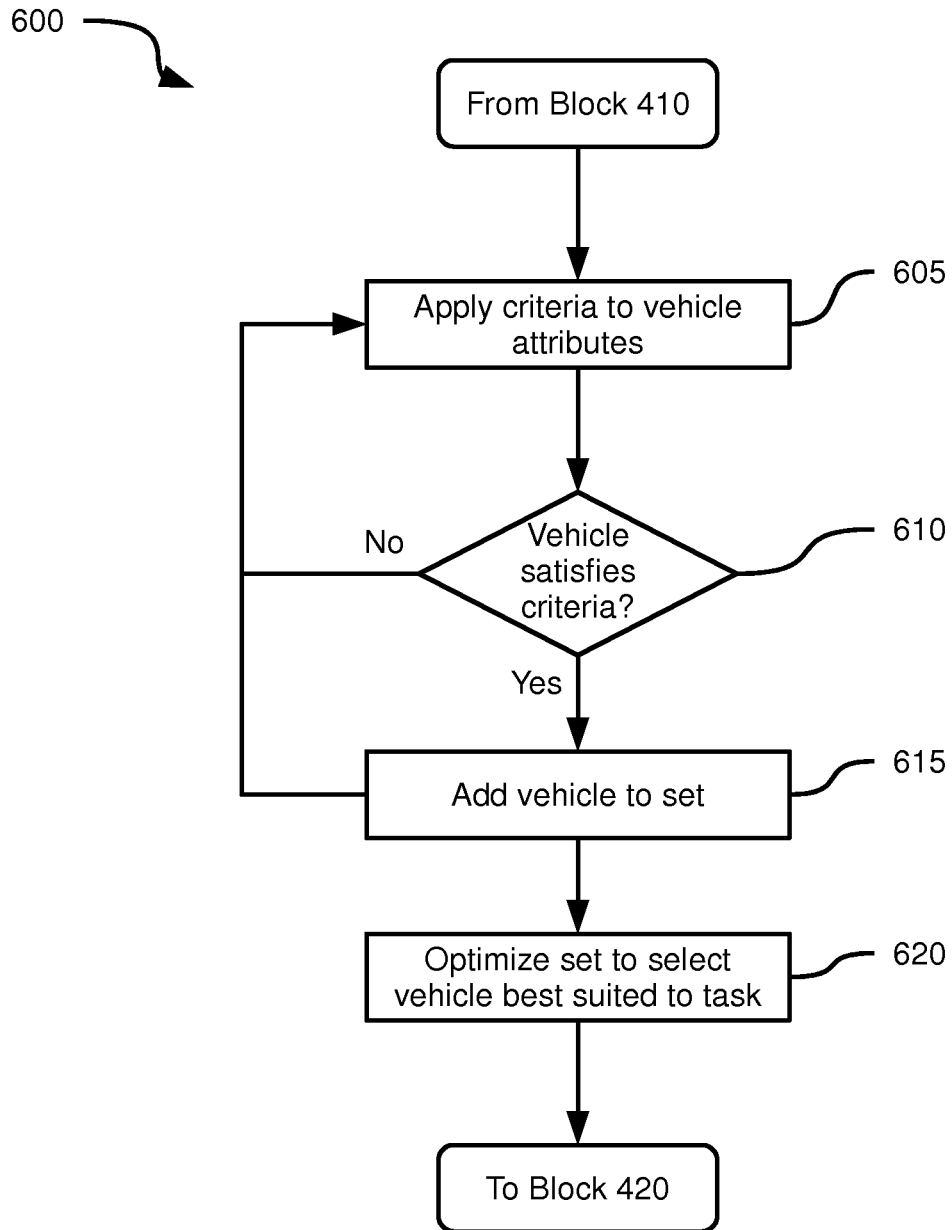 600
From Block 410
605
Apply criteria to vehicle
attributes
610
No
Vehicle
satisfies
criteria?
Yes
615
Add vehicle to set
620
Optimize set to select
vehicle best suited to task
To Block 420